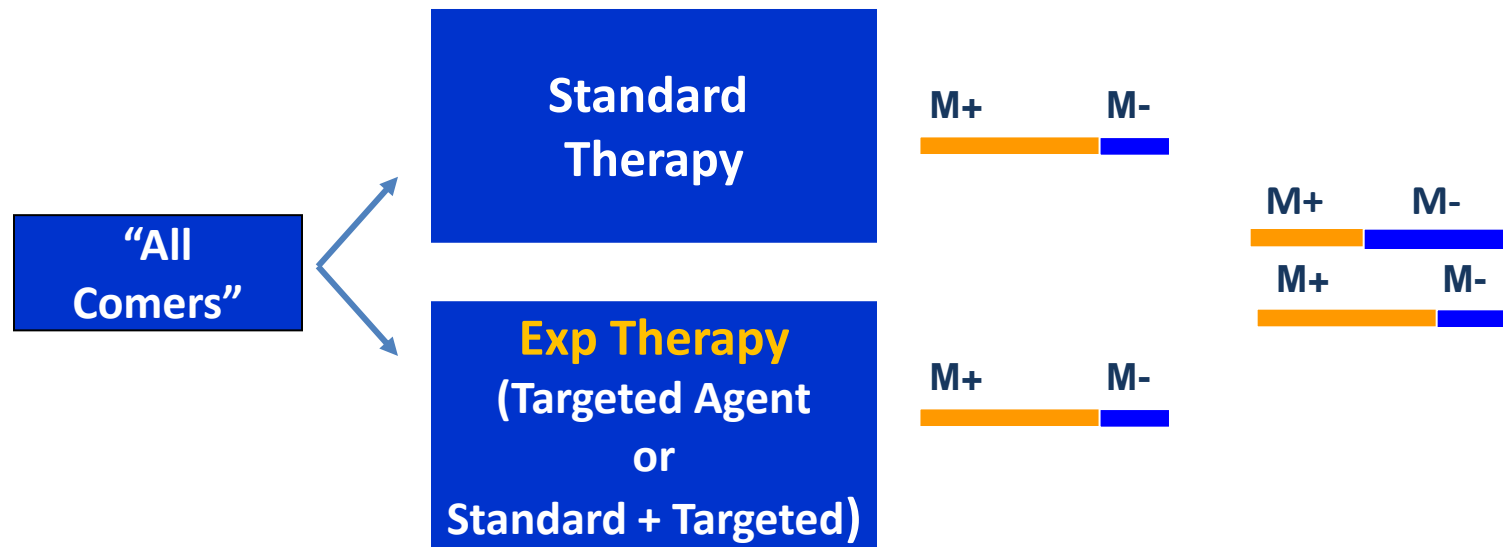 “All
Comers”
Standard
Therapy
Exp Therapy
(Targeted Agent
or
Standard + Targeted)
M+ M-
M+ M-
M+ M-
M+ M-